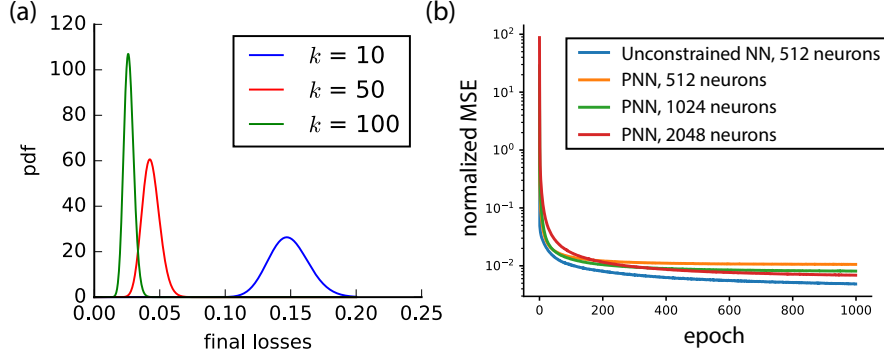 (a)
120
100
80
60
40
20
0
pdf
0.00 0.05 0.10 0.15 0.20 0.25
final losses
k = 10
k = 50
k = 100
(b)
10²
10¹
10⁰
10⁻¹
10⁻²
normalized MSE
0 200 400 600 800 1000
epoch
Unconstrained NN, 512 neurons
PNN, 512 neurons
PNN, 1024 neurons
PNN, 2048 neurons